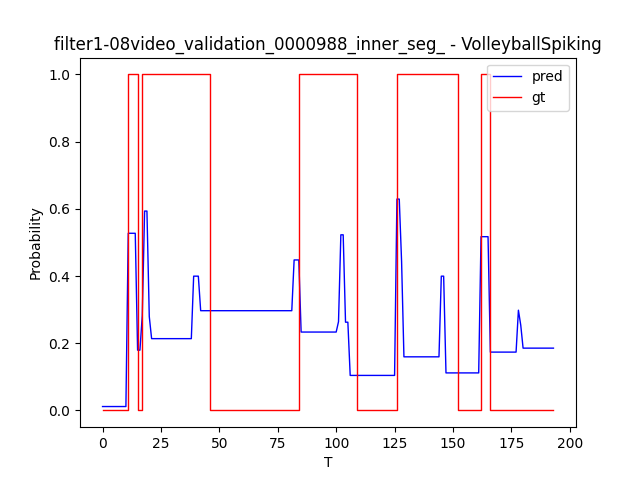 filter1-08video_validation_0000988_inner_seg_ - VolleyballSpiking
pred
gt
1.0
0.8
0.6
0.4
0.2
0.0
Probability
0 25 50 75 100 125 150 175 200
T